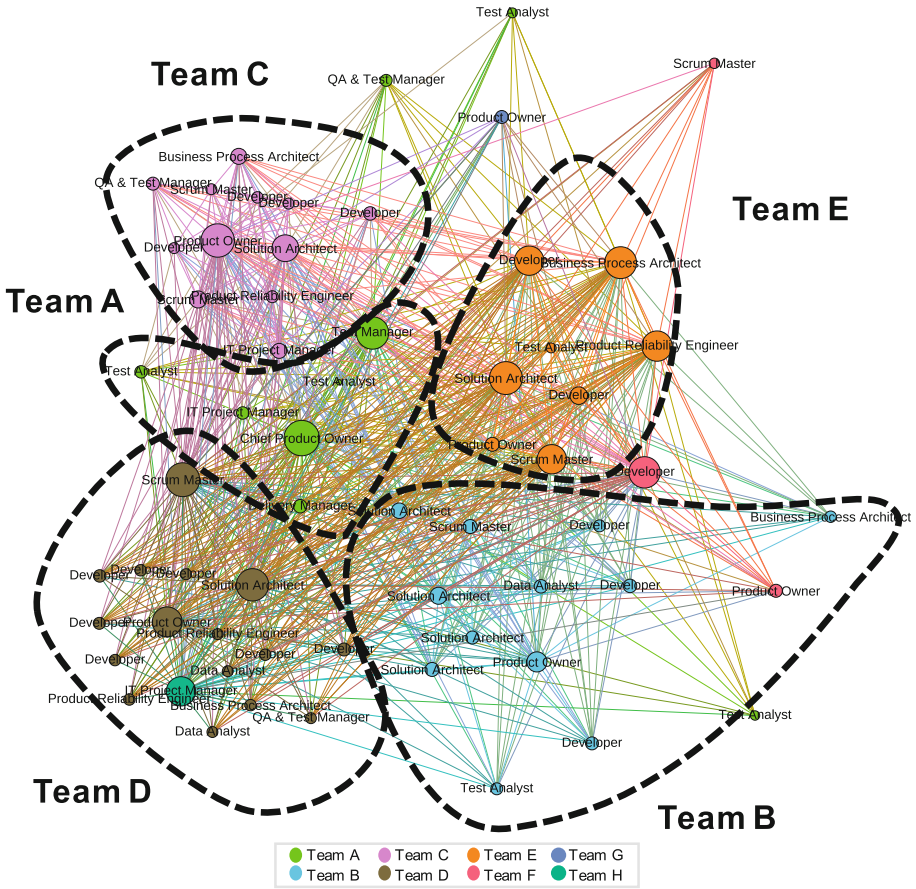 Test Analyst
Scrum Master
Team C
QA & Test Manager
Product Owner
Business Process Architect
QA & Test Manager
Scrum Master
Developer
Developer
Developer
Team E
Product Owner
Developer
Solution Architect
Developer
Business Process Architect
Team A
Scrum Master
Product Reliability Engineer
Test Manager
IT Project Manager
Test Analyst
Product Reliability Engineer
Test Analyst
Test Analyst
Solution Architect
Developer
IT Project Manager
Chief Product Owner
Product Owner
Scrum Master
Developer
Scrum Master
Delivery Manager
Solution Architect
Scrum Master
Developer
Business Process Architect
Developer
Developer
Developer
Solution Architect
Solution Architect
Data Analyst
Developer
Product Owner
Developer
Product Owner
Product Reliability Engineer
Solution Architect
Developer
Developer
Developer
Data Analyst
Solution Architect
Product Owner
Product Reliability Engineer
IT Project Manager
Business Process Architect
QA & Test Manager
Test Analyst
Data Analyst
Developer
Team D
Test Analyst
Team B
Team A
Team C
Team E
Team G
Team B
Team D
Team F
Team H